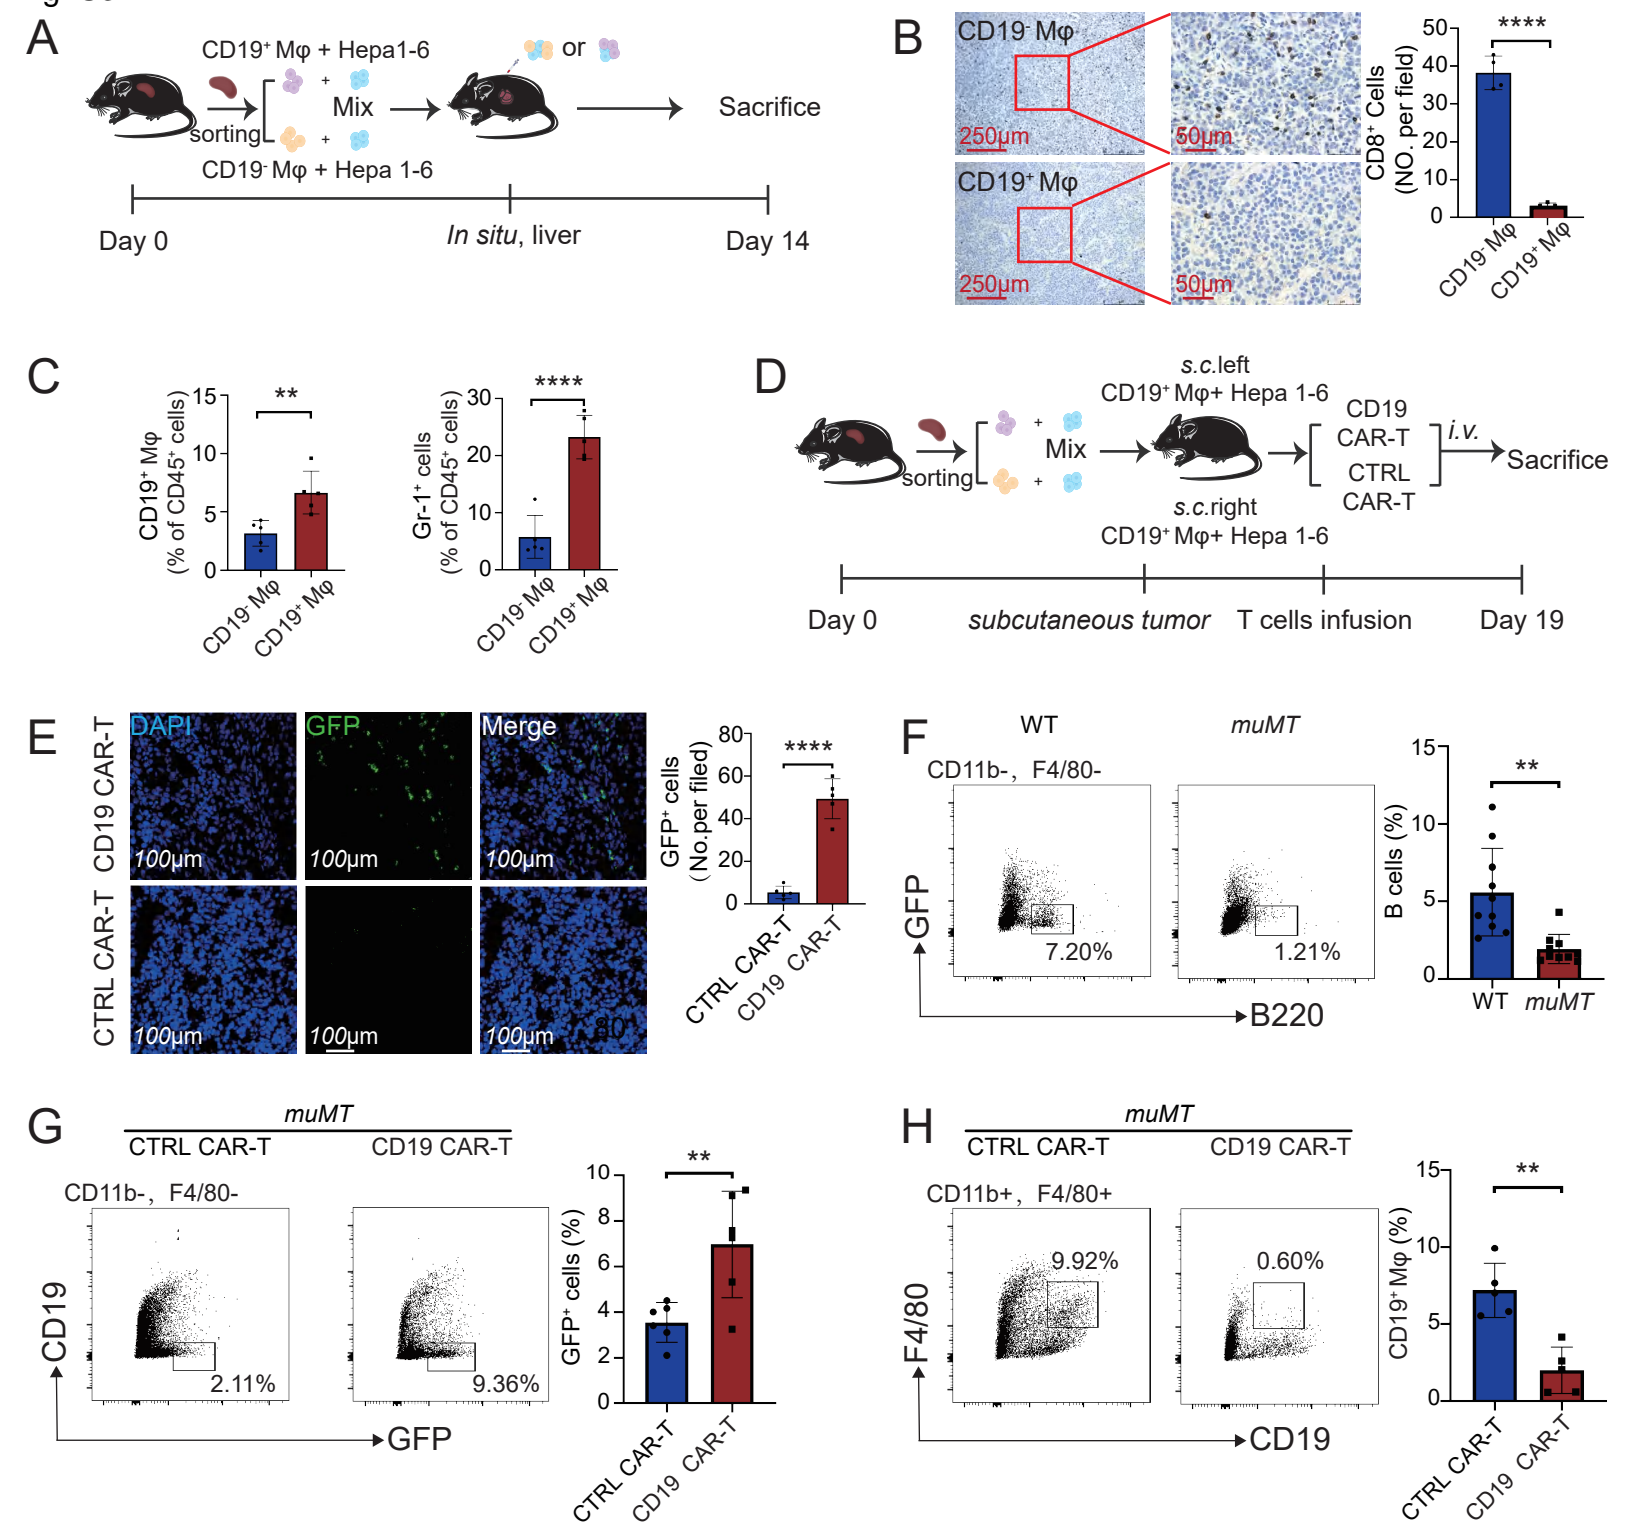 A
CD19⁺ Mφ + Hepa1-6
or
+
Mix
sorting
+
CD19⁻ Mφ + Hepa 1-6
Sacrifice
Day 0
In situ, liver
Day 14
B
CD19⁻ Mφ
250μm
50μm
CD19⁺ Mφ
250μm
50μm
CD8⁺ Cells
(NO. per field)
50
40
30
20
10
0
****
CD19⁻ Mφ
CD19⁺ Mφ
C
CD19⁺ Mφ
(% of CD45⁺ cells)
15
10
5
0
**
CD19⁻ Mφ
CD19⁺ Mφ
Gr-1⁺ cells
(% of CD45⁺ cells)
30
20
10
0
****
CD19⁻ Mφ
CD19⁺ Mφ
D
s.c.left
CD19⁺ Mφ+ Hepa 1-6
+
Mix
sorting
+
s.c.right
CD19⁺ Mφ+ Hepa 1-6
CD19
CAR-T
CTRL
CAR-T
i.v.
Sacrifice
Day 0
subcutaneous tumor
T cells infusion
Day 19
E
CD19 CAR-T
DAPI
GFP
Merge
100μm
100μm
100μm
CTRL CAR-T
100μm
100μm
100μm
80
GFP⁺ cells
(No.per filed)
80
60
40
20
0
****
CTRL CAR-T
CD19 CAR-T
F
WT
muMT
CD11b-, F4/80-
7.20%
1.21%
GFP
B220
B cells (%)
15
10
5
0
**
WT
muMT
G
muMT
CTRL CAR-T
CD19 CAR-T
CD11b-, F4/80-
2.11%
9.36%
CD19
GFP
GFP⁺ cells (%)
10
8
6
4
2
0
**
CTRL CAR-T
CD19 CAR-T
H
muMT
CTRL CAR-T
CD19 CAR-T
CD11b+, F4/80+
9.92%
0.60%
F4/80
CD19
CD19⁺ Mφ (%)
15
10
5
0
**
CTRL CAR-T
CD19 CAR-T